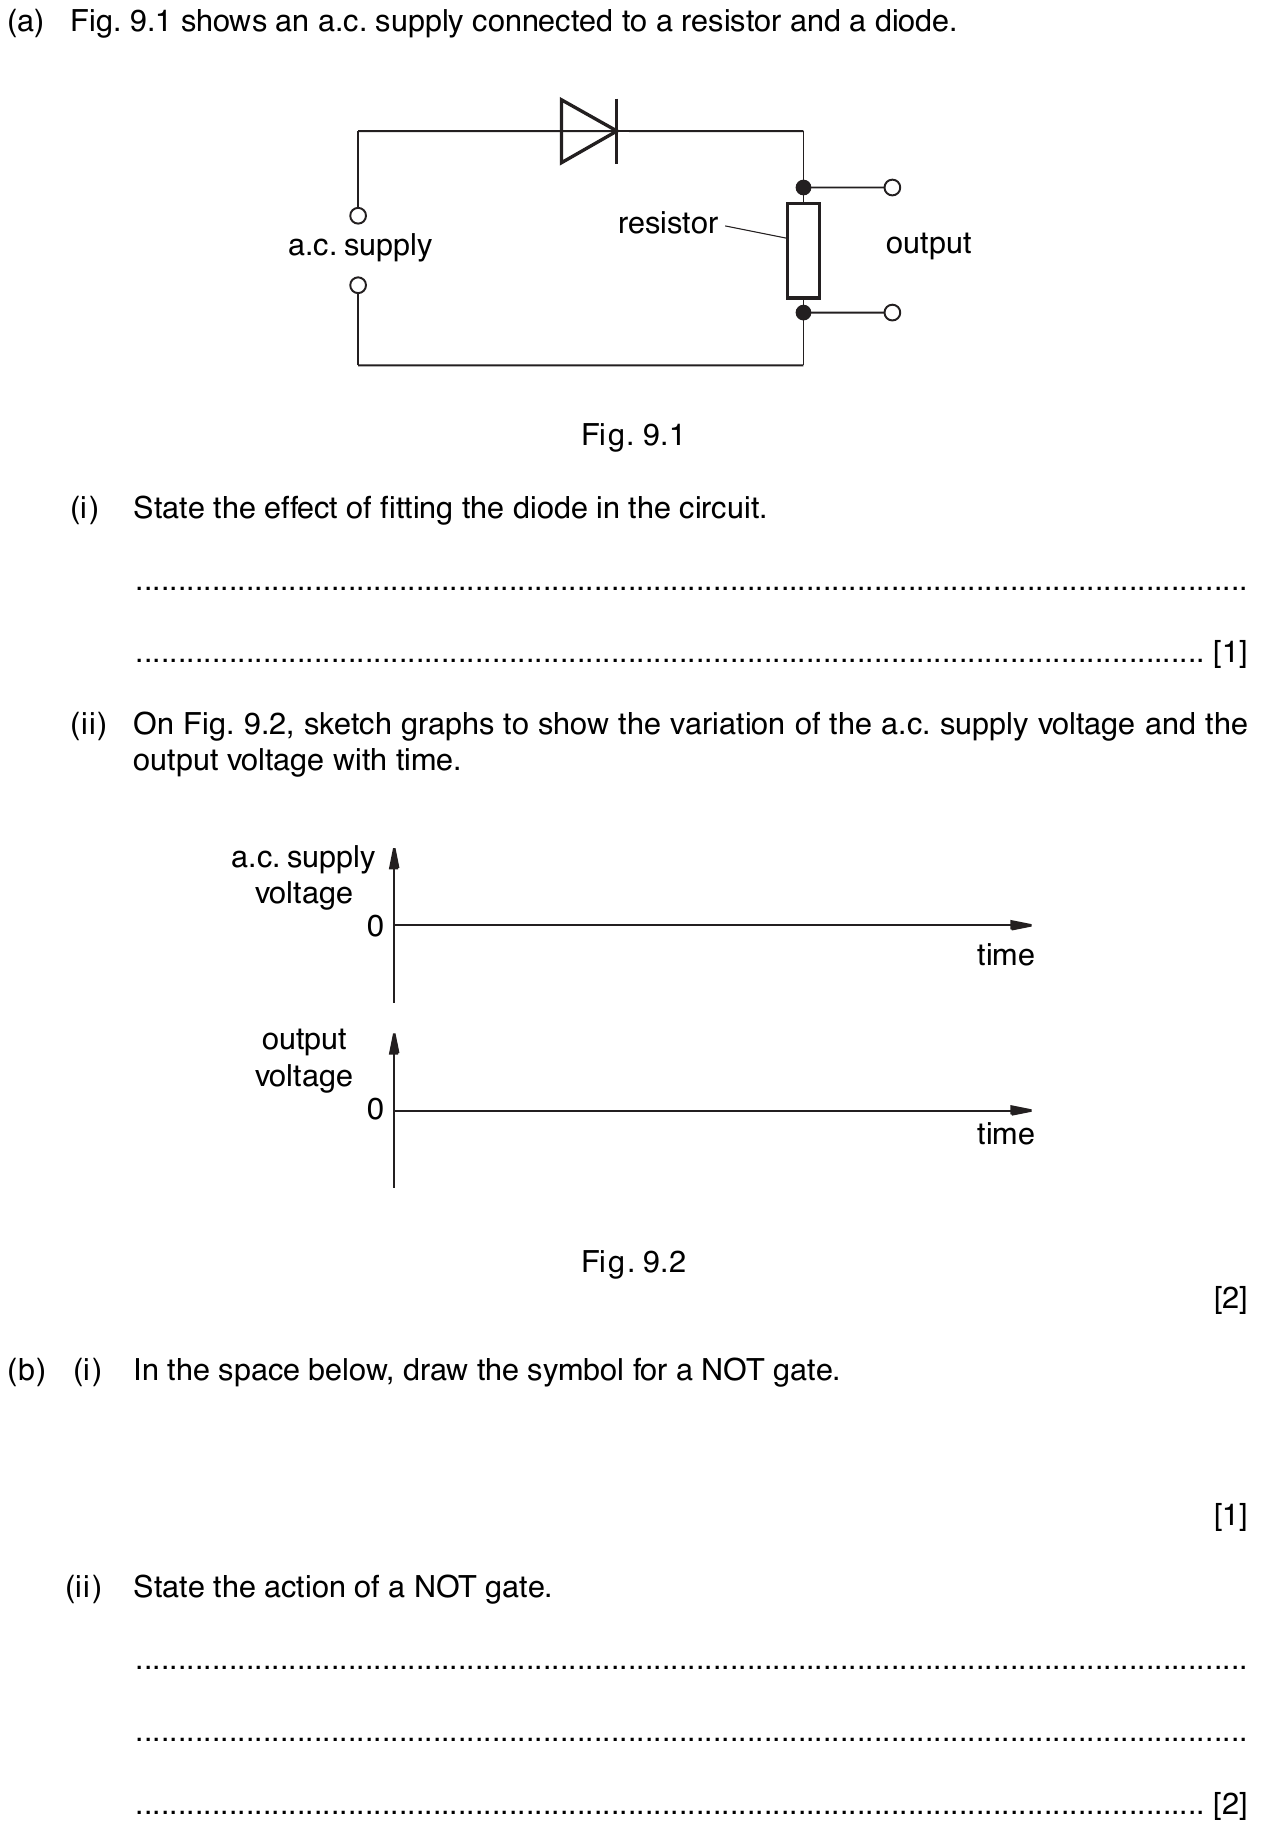 (a) Fig. 9.1 shows an a.c. supply connected to a resistor and a diode.
a.c. supply
resistor
output
Fig. 9.1
(i) State the effect of fitting the diode in the circuit.
..........................................................................................................................
..................................................................................................................... [1]
(ii) On Fig. 9.2, sketch graphs to show the variation of the a.c. supply voltage and the
output voltage with time.
a.c. supply
voltage
0
time
output
voltage
0
time
Fig. 9.2
[2]
(b) (i) In the space below, draw the symbol for a NOT gate.
[1]
(ii) State the action of a NOT gate.
..........................................................................................................................
..........................................................................................................................
..................................................................................................................... [2]